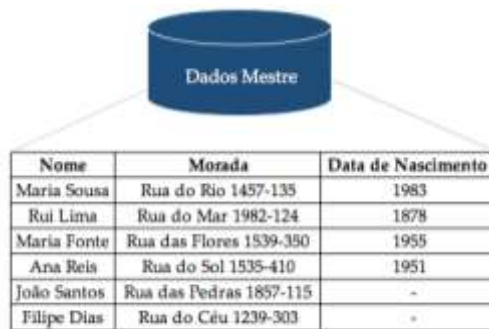 Dados Mestre
Nome Morada Data de Nascimento
Maria Sousa Rua do Rio 1457-135 1983
Rui Lima Rua do Mar 1982-124 1878
Maria Fonte Rua das Flores 1539-350 1955
Ana Reis Rua do Sol 1535-410 1951
João Santos Rua das Pedras 1857-115 -
Filipe Dias Rua do Céu 1239-303 -